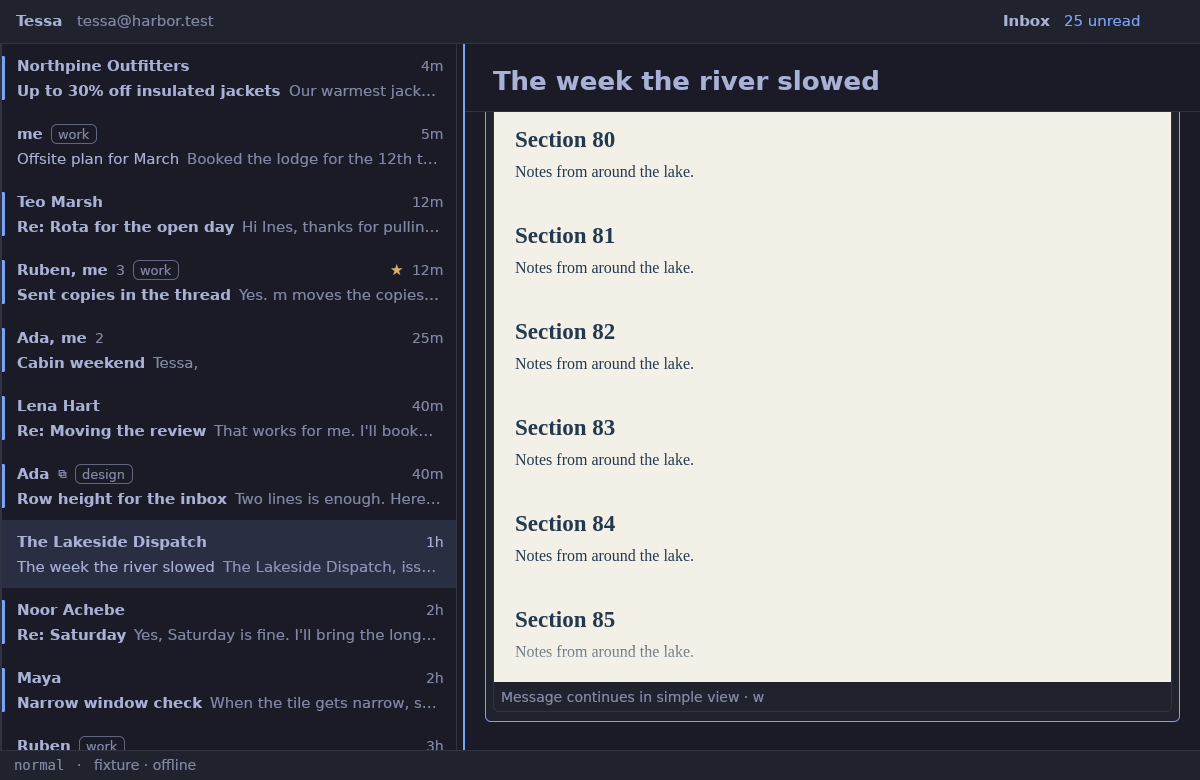 Tessa tessa@harbor.test Inbox 25 unread
Northpine Outfitters 4m
Up to 30% off insulated jackets Our warmest jack…
me work 5m
Offsite plan for March Booked the lodge for the 12th t…
Teo Marsh 12m
Re: Rota for the open day Hi Ines, thanks for pullin…
Ruben, me 3 work ★ 12m
Sent copies in the thread Yes. m moves the copies…
Ada, me 2 25m
Cabin weekend Tessa,
Lena Hart 40m
Re: Moving the review That works for me. I'll book…
Ada ⧉ design 40m
Row height for the inbox Two lines is enough. Here…
The Lakeside Dispatch 1h
The week the river slowed The Lakeside Dispatch, iss…
Noor Achebe 2h
Re: Saturday Yes, Saturday is fine. I'll bring the long…
Maya 2h
Narrow window check When the tile gets narrow, s…
Ruben work 3h
The week the river slowed
Section 80
Notes from around the lake.
Section 81
Notes from around the lake.
Section 82
Notes from around the lake.
Section 83
Notes from around the lake.
Section 84
Notes from around the lake.
Section 85
Notes from around the lake.
Message continues in simple view · w
normal · fixture · offline